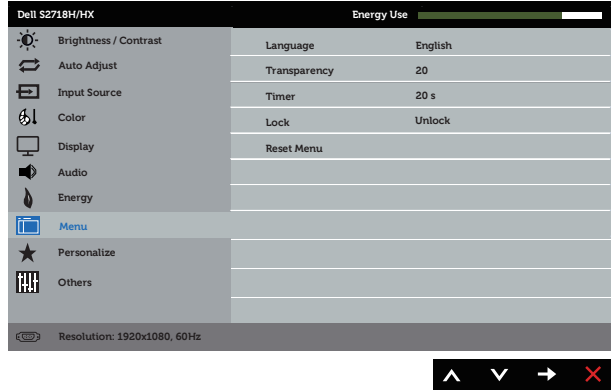 Dell S2718H/HX Energy Use
Brightness / Contrast
Auto Adjust
Input Source
Color
Display
Audio
Energy
Menu
Personalize
Others
Language English
Transparency 20
Timer 20 s
Lock Unlock
Reset Menu
Resolution: 1920x1080, 60Hz